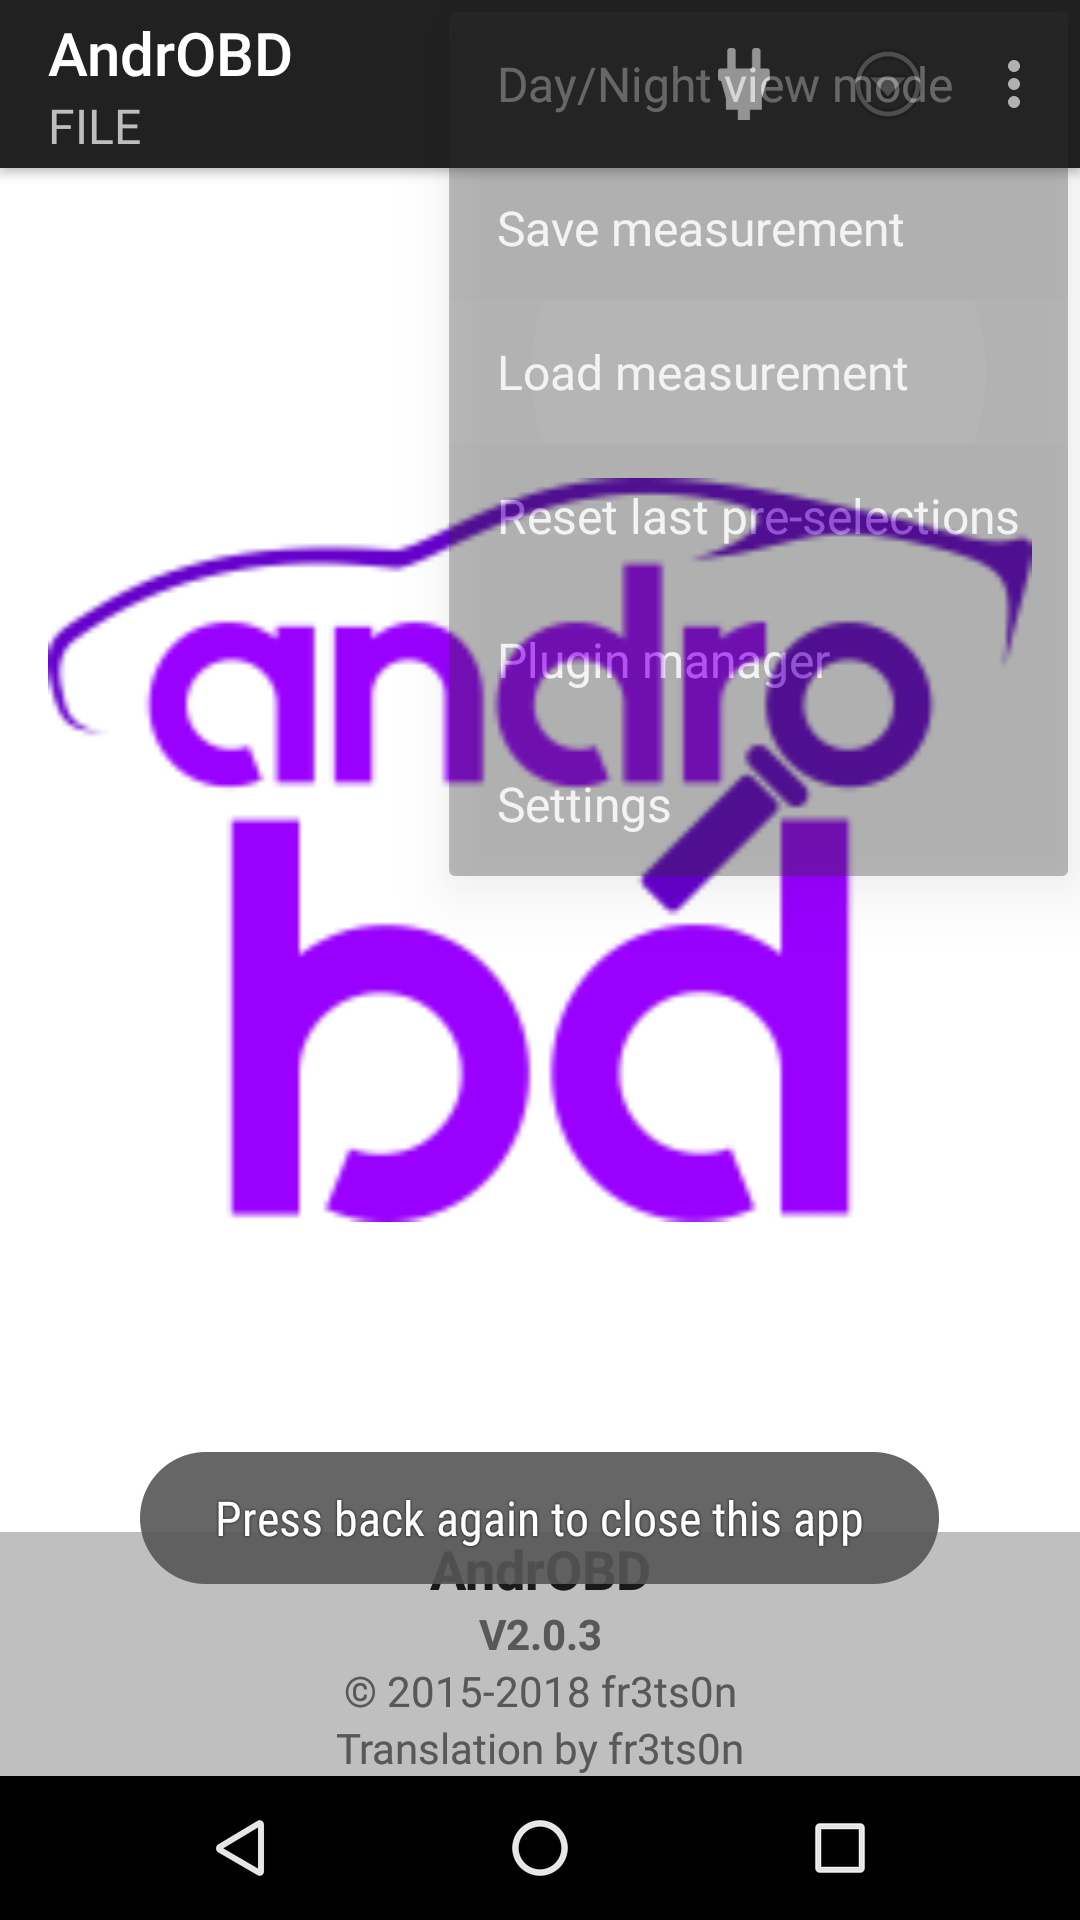 AndrOBD
FILE
Day/Night view mode
Save measurement
Load measurement
Reset last pre-selections
Plugin manager
Settings
andro
bd
Press back again to close this app
AndrOBD
V2.0.3
© 2015-2018 fr3ts0n
Translation by fr3ts0n